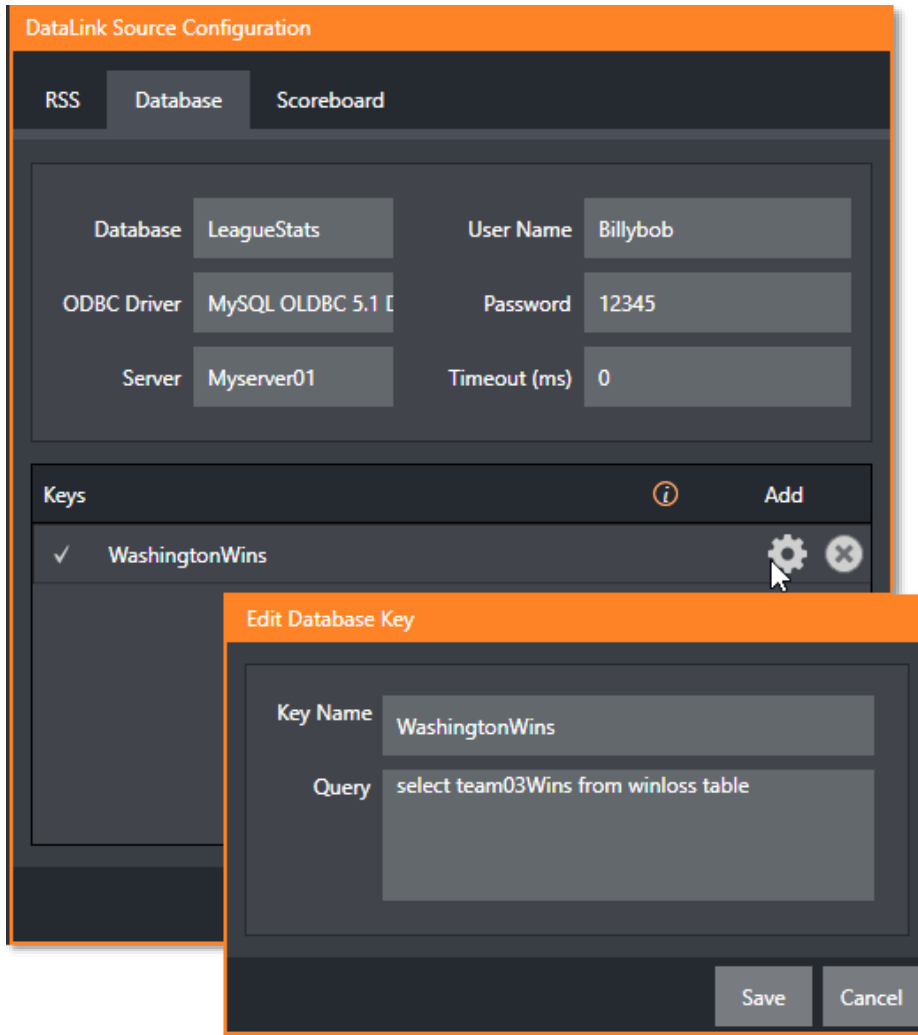 DataLink Source Configuration
RSS Database Scoreboard
Database LeagueStats User Name Billybob
ODBC Driver MySQL OLDBC 5.1 D Password 12345
Server Myserver01 Timeout (ms) 0
Keys i Add
WashingtonWins
Edit Database Key
Key Name WashingtonWins
Query select team03Wins from winloss table
Save Cancel